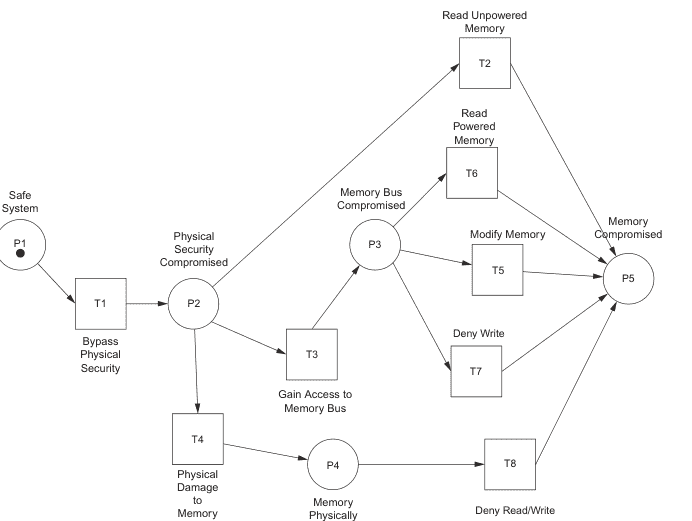 Read Unpowered
Memory
T2
Read
Powered
Memory
T6
Safe
System
P1
Memory Bus
Compromised
P3
Modify Memory
T5
Memory
Compromised
P5
Physical
Security
Compromised
P2
T1
Bypass
Physical
Security
T3
Gain Access to
Memory Bus
Deny Write
T7
T4
Physical
Damage
to
Memory
P4
Memory
Physically
T8
Deny Read/Write